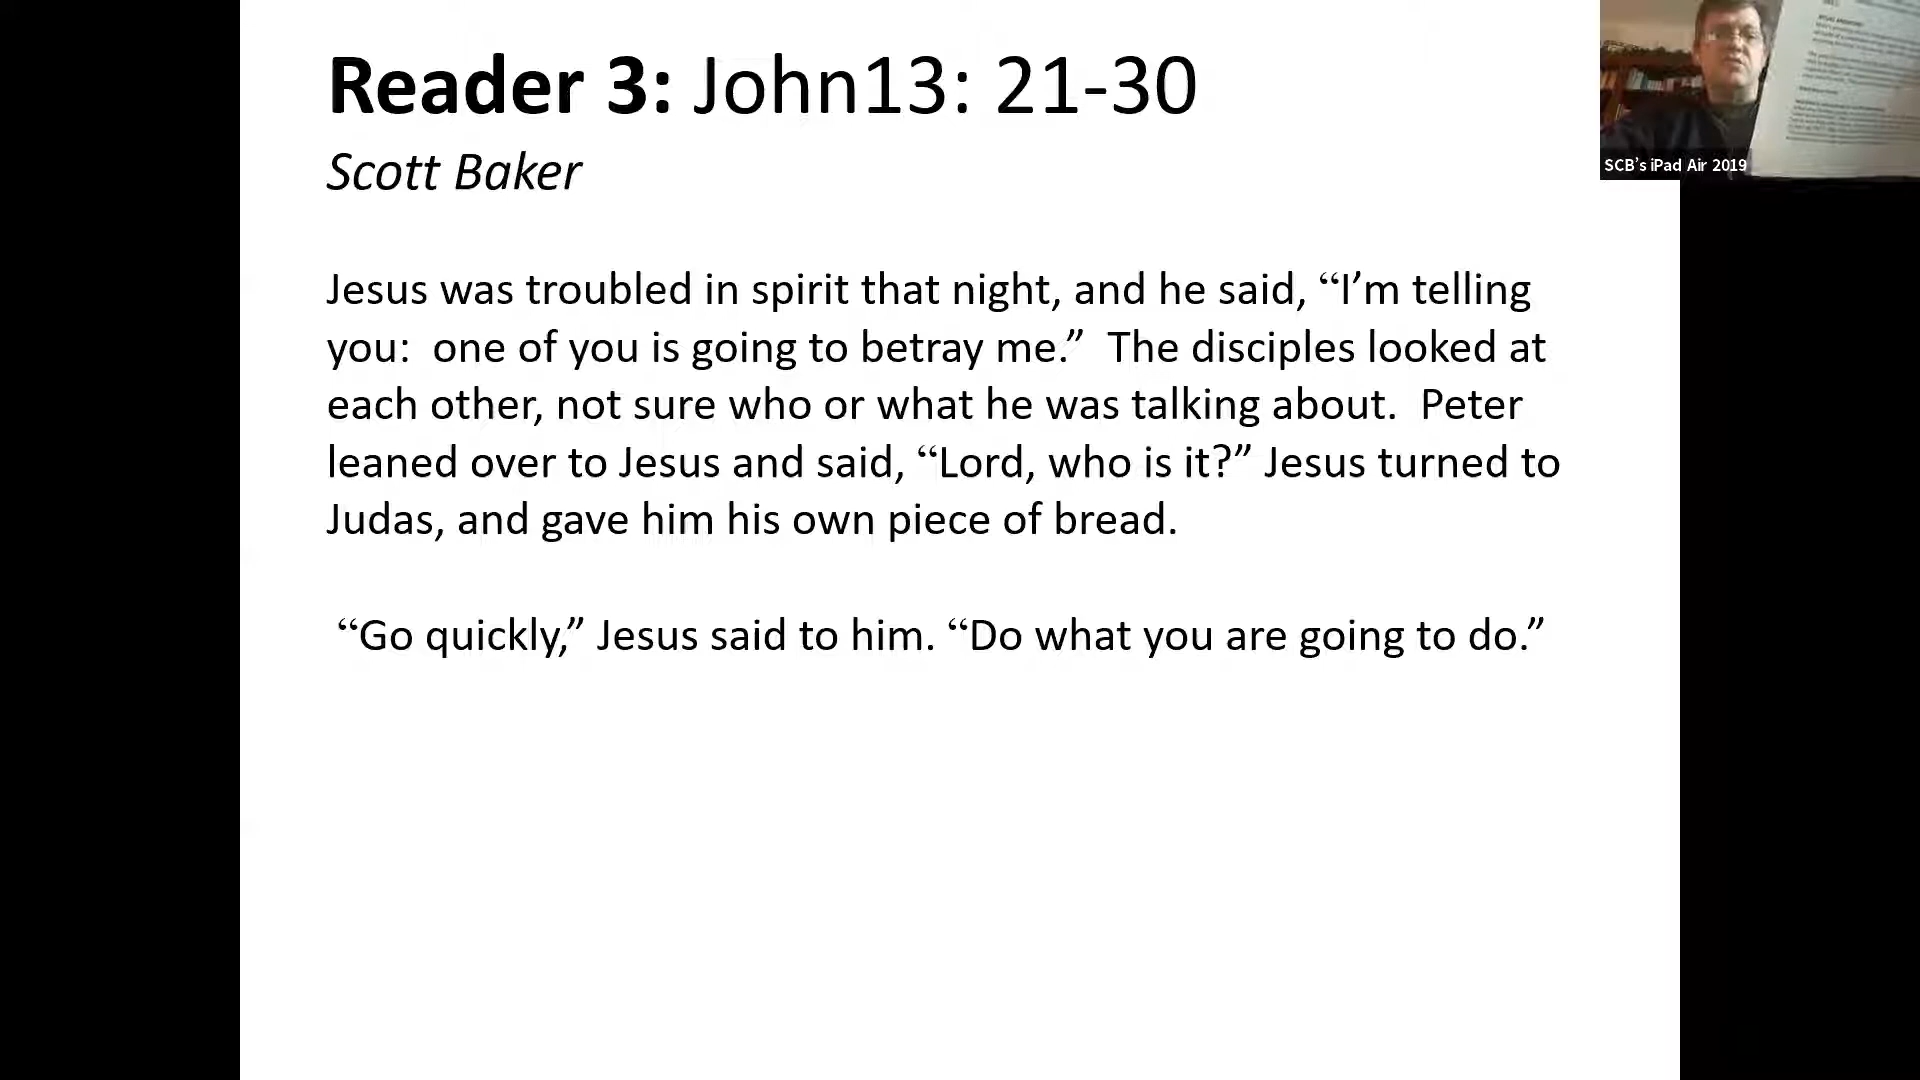 Reader 3: John13: 21-30
Scott Baker
SCB’s iPad Air 2019
Jesus was troubled in spirit that night, and he said, “I’m telling
you:  one of you is going to betray me.”  The disciples looked at
each other, not sure who or what he was talking about.  Peter
leaned over to Jesus and said, “Lord, who is it?” Jesus turned to
Judas, and gave him his own piece of bread.
“Go quickly,” Jesus said to him. “Do what you are going to do.”